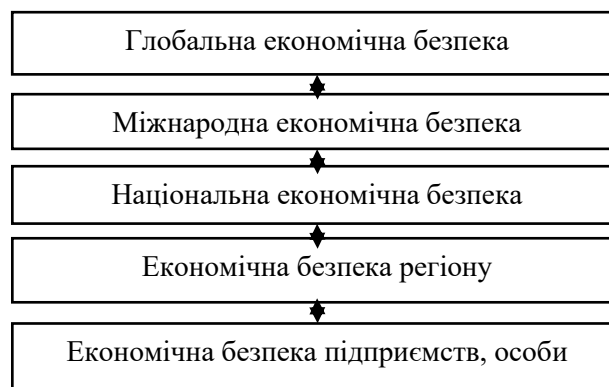 Глобальна економічна безпека
Міжнародна економічна безпека
Національна економічна безпека
Економічна безпека регіону
Економічна безпека підприємств, особи